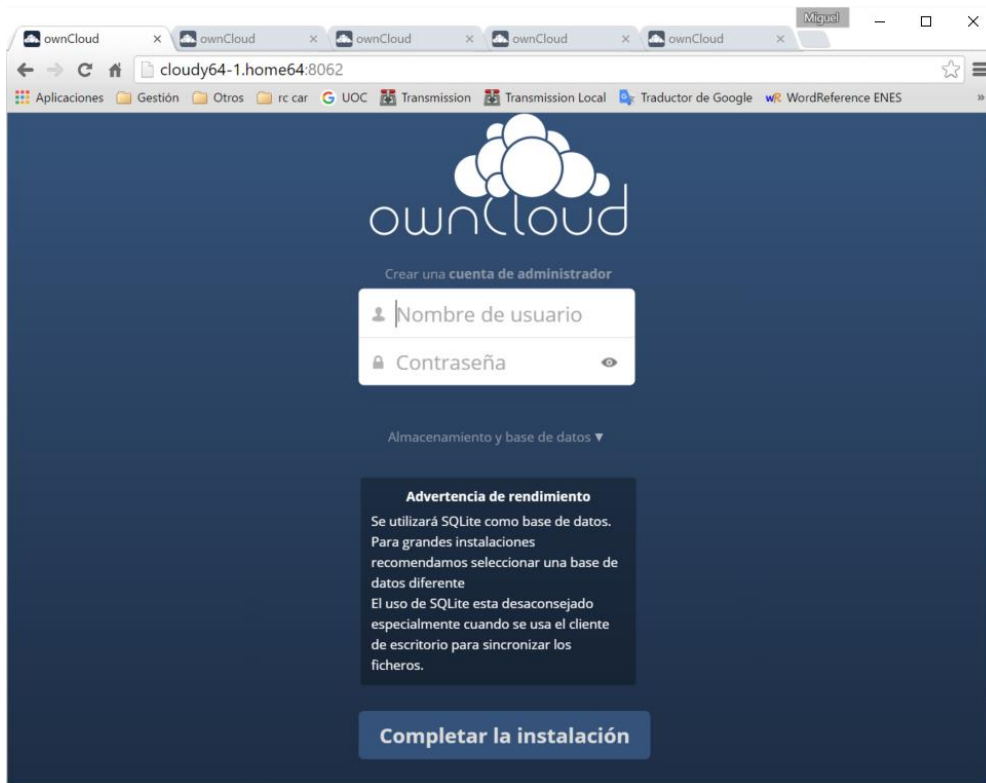 Miguel
ownCloud
ownCloud
ownCloud
ownCloud
ownCloud
cloudy64-1.home64:8062
Aplicaciones Gestión Otros rc car G UOC Transmission Transmission Local Traductor de Google WR WordReference ENES »
ownCloud
Crear una cuenta de administrador
Nombre de usuario
Contraseña
Almacenamiento y base de datos ▼
Advertencia de rendimiento
Se utilizará SQLite como base de datos.
Para grandes instalaciones
recomendamos seleccionar una base de
datos diferente
El uso de SQLite esta desaconsejado
especialmente cuando se usa el cliente
de escritorio para sincronizar los
ficheros.
Completar la instalación